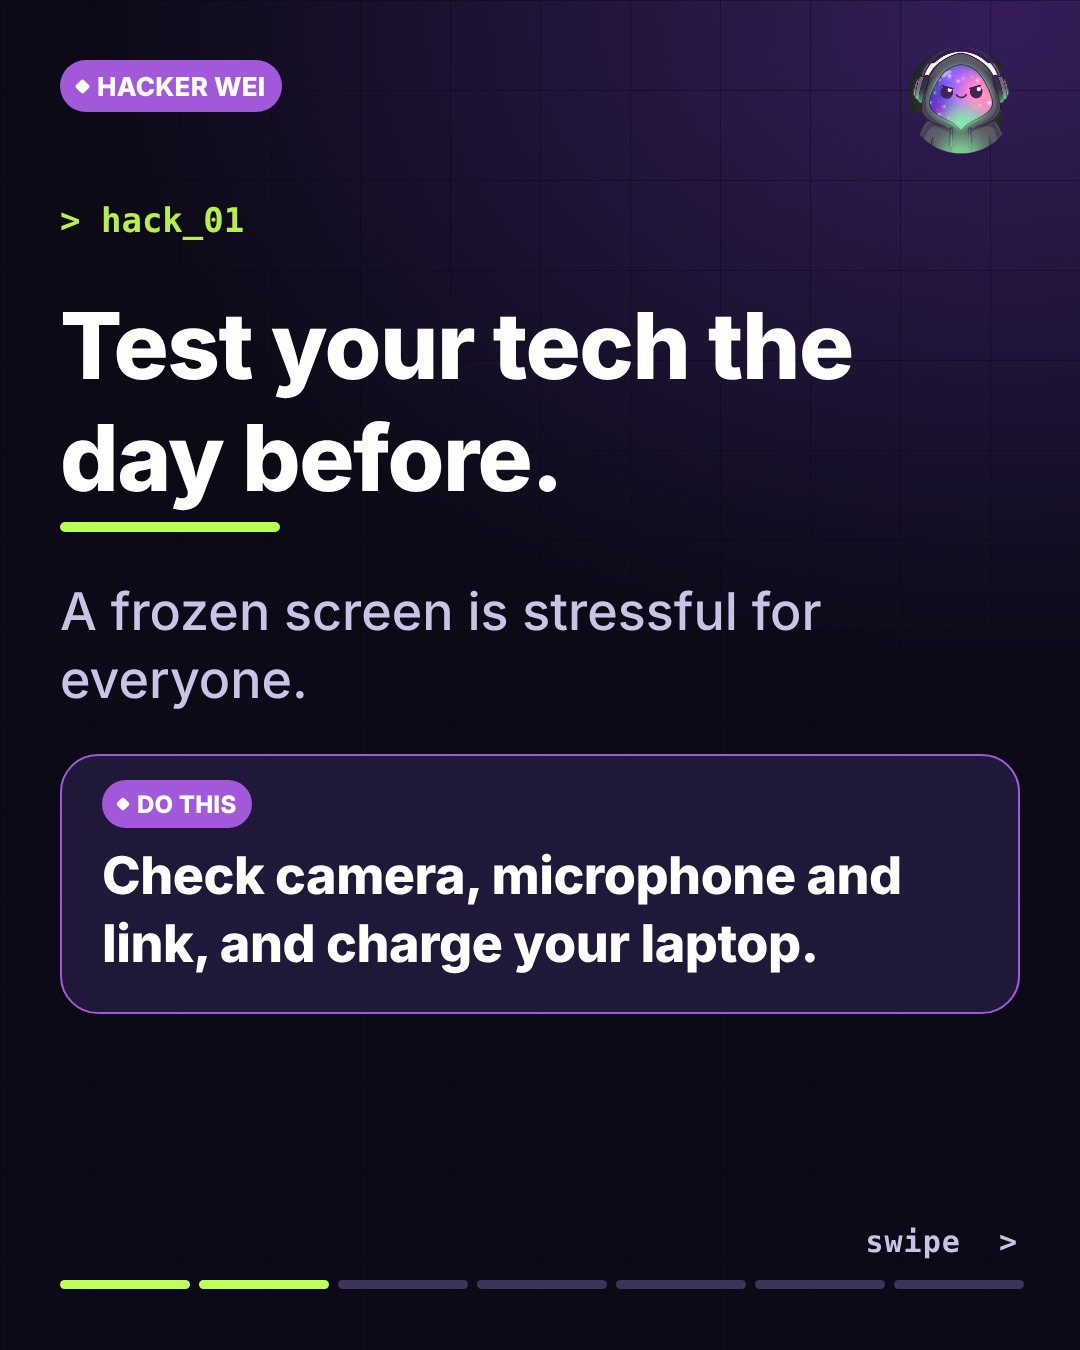 HACKER WEI
> hack_01
Test your tech the
day before.
A frozen screen is stressful for
everyone.
DO THIS
Check camera, microphone and
link, and charge your laptop.
swipe >